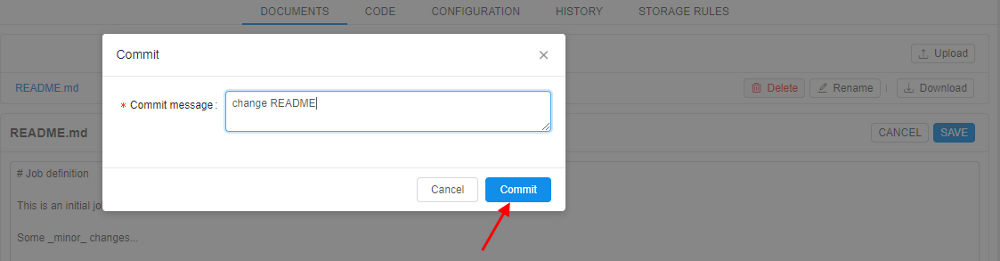 DOCUMENTS CODE CONFIGURATION HISTORY STORAGE RULES
Commit
Upload
README.md Delete Rename Download
* Commit message: change README
README.md CANCEL SAVE
# Job definition
Cancel Commit
This is an initial jo
Some _minor_ changes...